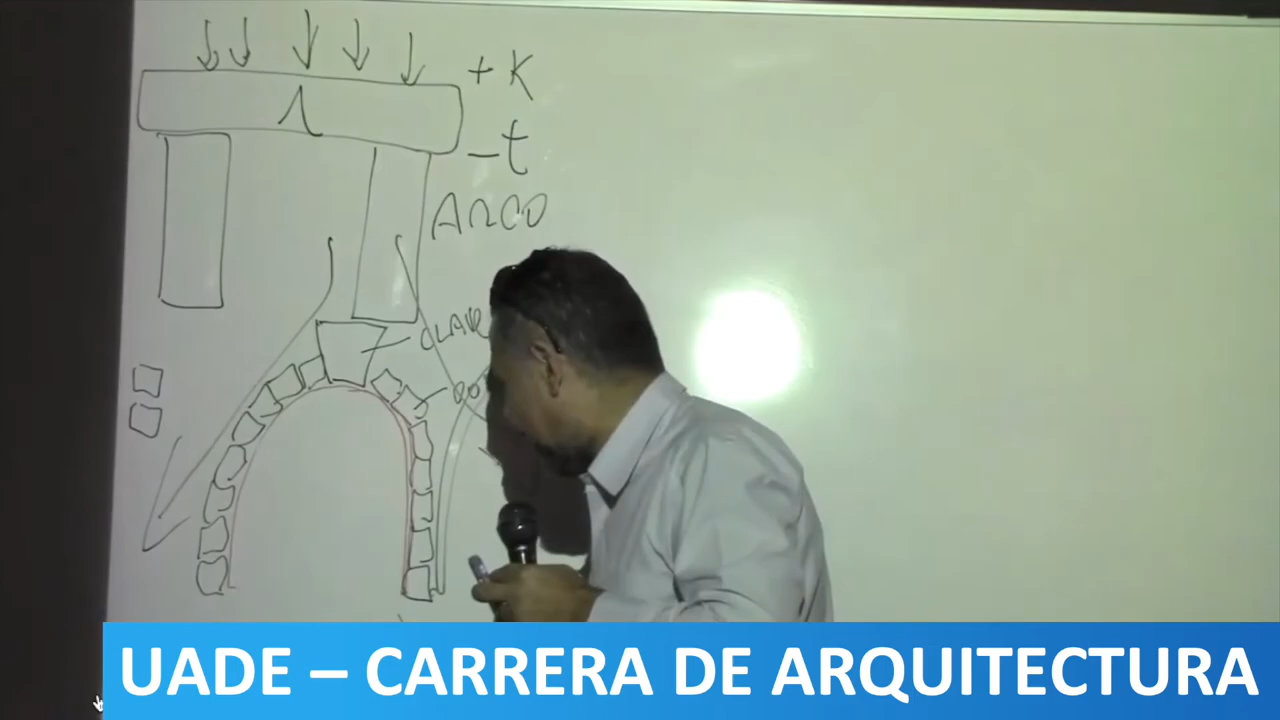 + K
- t
ARCO
CLAVE
UADE – CARRERA DE ARQUITECTURA